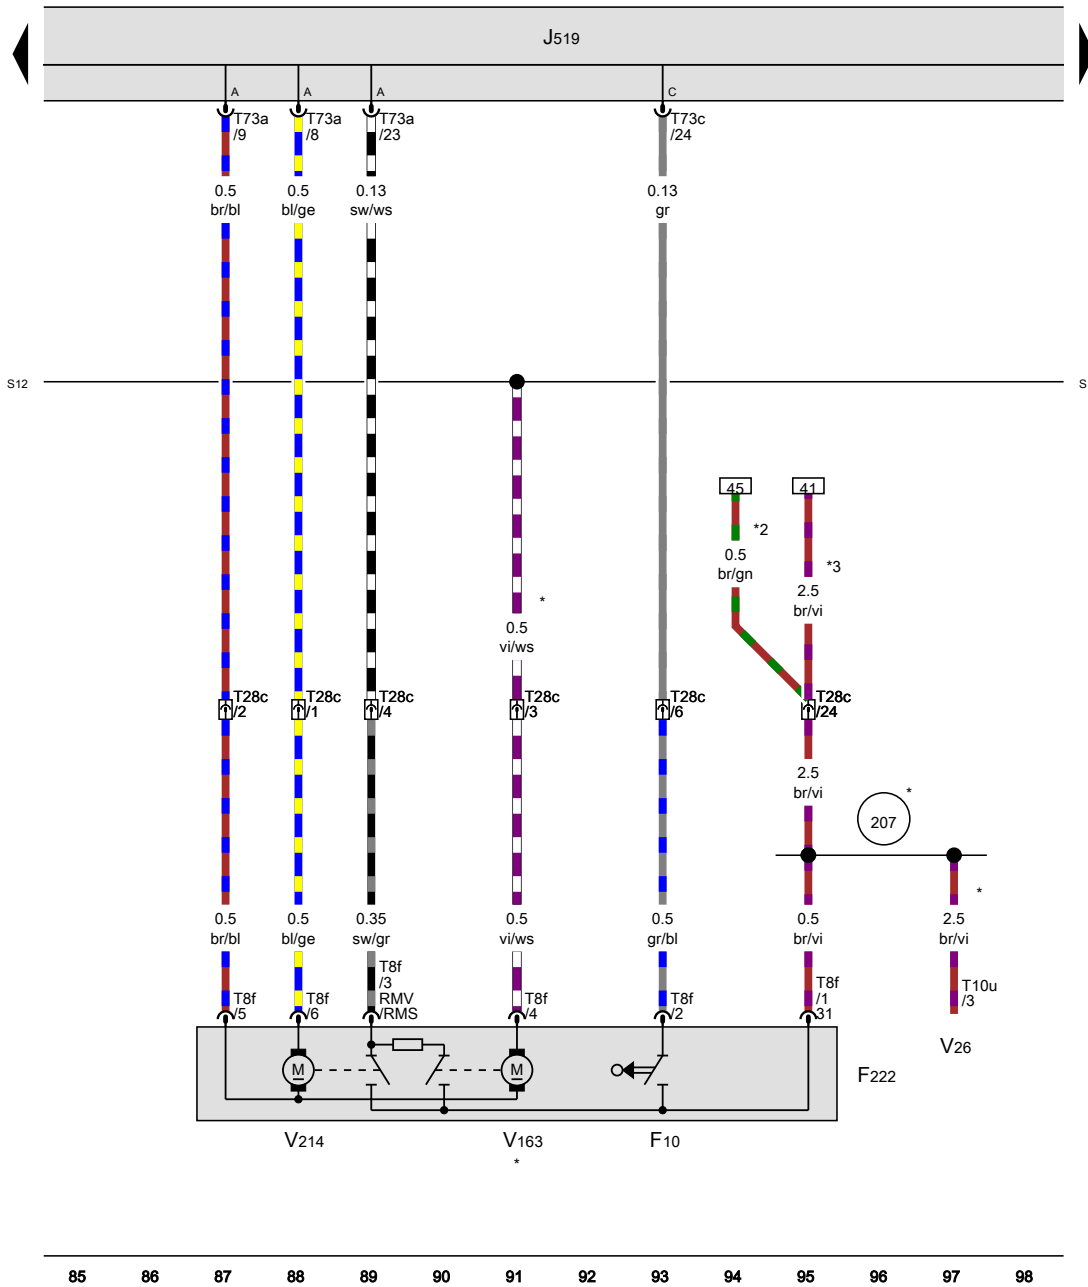 J519
A
A
A
C
T73a
/9
T73a
/8
T73a
/23
T73c
/24
0.5
br/bl
0.5
bl/ge
0.13
sw/ws
0.13
gr
S12
S
45
41
*2
*3
0.5
br/gn
2.5
br/vi
*
0.5
vi/ws
T28c
/2
T28c
/1
T28c
/4
T28c
/3
T28c
/6
T28c
/24
2.5
br/vi
*
207
*
0.5
br/bl
0.5
bl/ge
0.35
sw/gr
0.5
vi/ws
0.5
gr/bl
0.5
br/vi
2.5
br/vi
T8f
/5
T8f
/6
T8f
/3
RMV
/RMS
T8f
/4
T8f
/2
T8f
/1
31
T10u
/3
V26
M
M
F222
V214
V163
*
F10
85 86 87 88 89 90 91 92 93 94 95 96 97 98